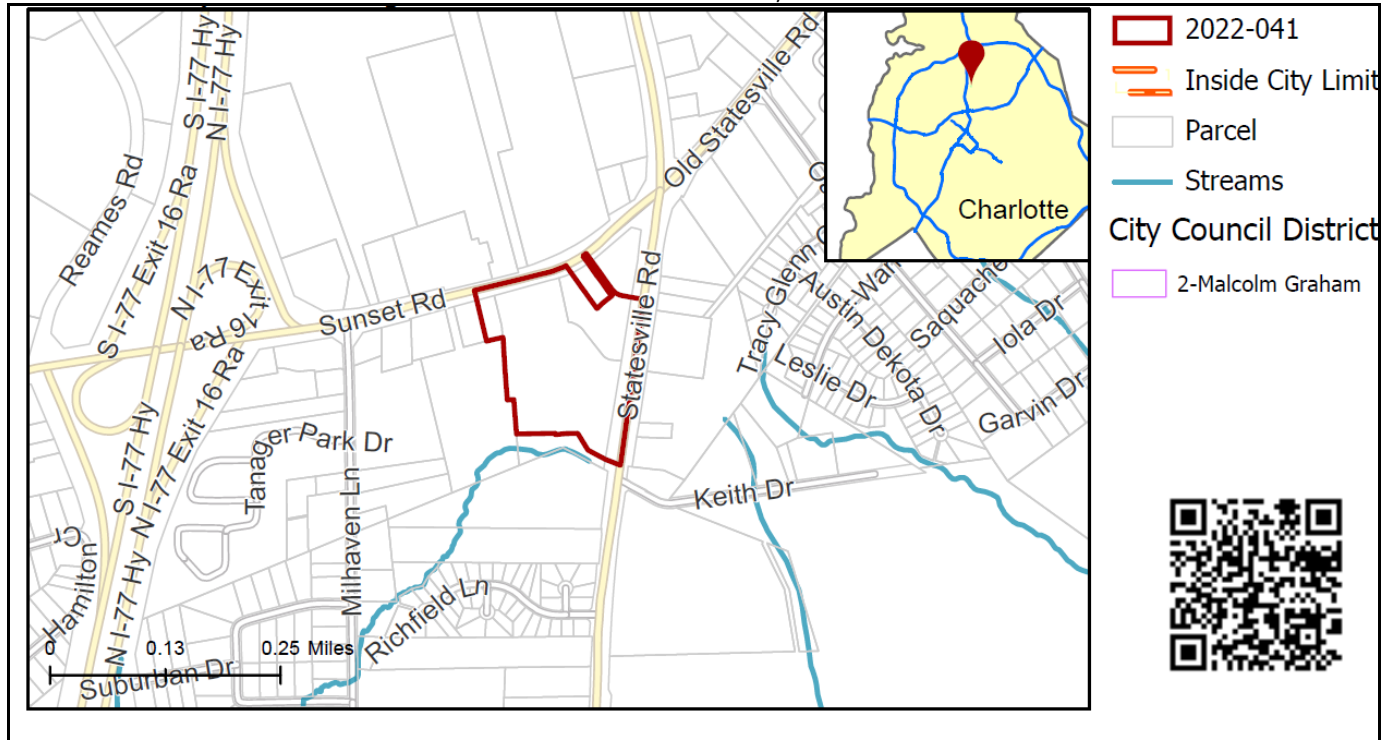 S I-77 Hy
N I-77 Hy
Reames Rd
S I-77 Exit 16 Ra
N I-77 Exit 16 Ra
Sunset Rd
Old Statesville Rd
Statesville Rd
Charlotte
Tracy Glenn
Austin Dekota Dr
Saquache
Iola Dr
Leslie Dr
Garvin Dr
S I-77 Hy
N I-77 Exit 16 Ra
Tanager Park Dr
Milhaven Ln
Keith Dr
Richfield Ln
Hamilton
N I-77 Hy
Suburban Dr
0 0.13 0.25 Miles
2022-041
Inside City Limit
Parcel
Streams
City Council District
2-Malcolm Graham